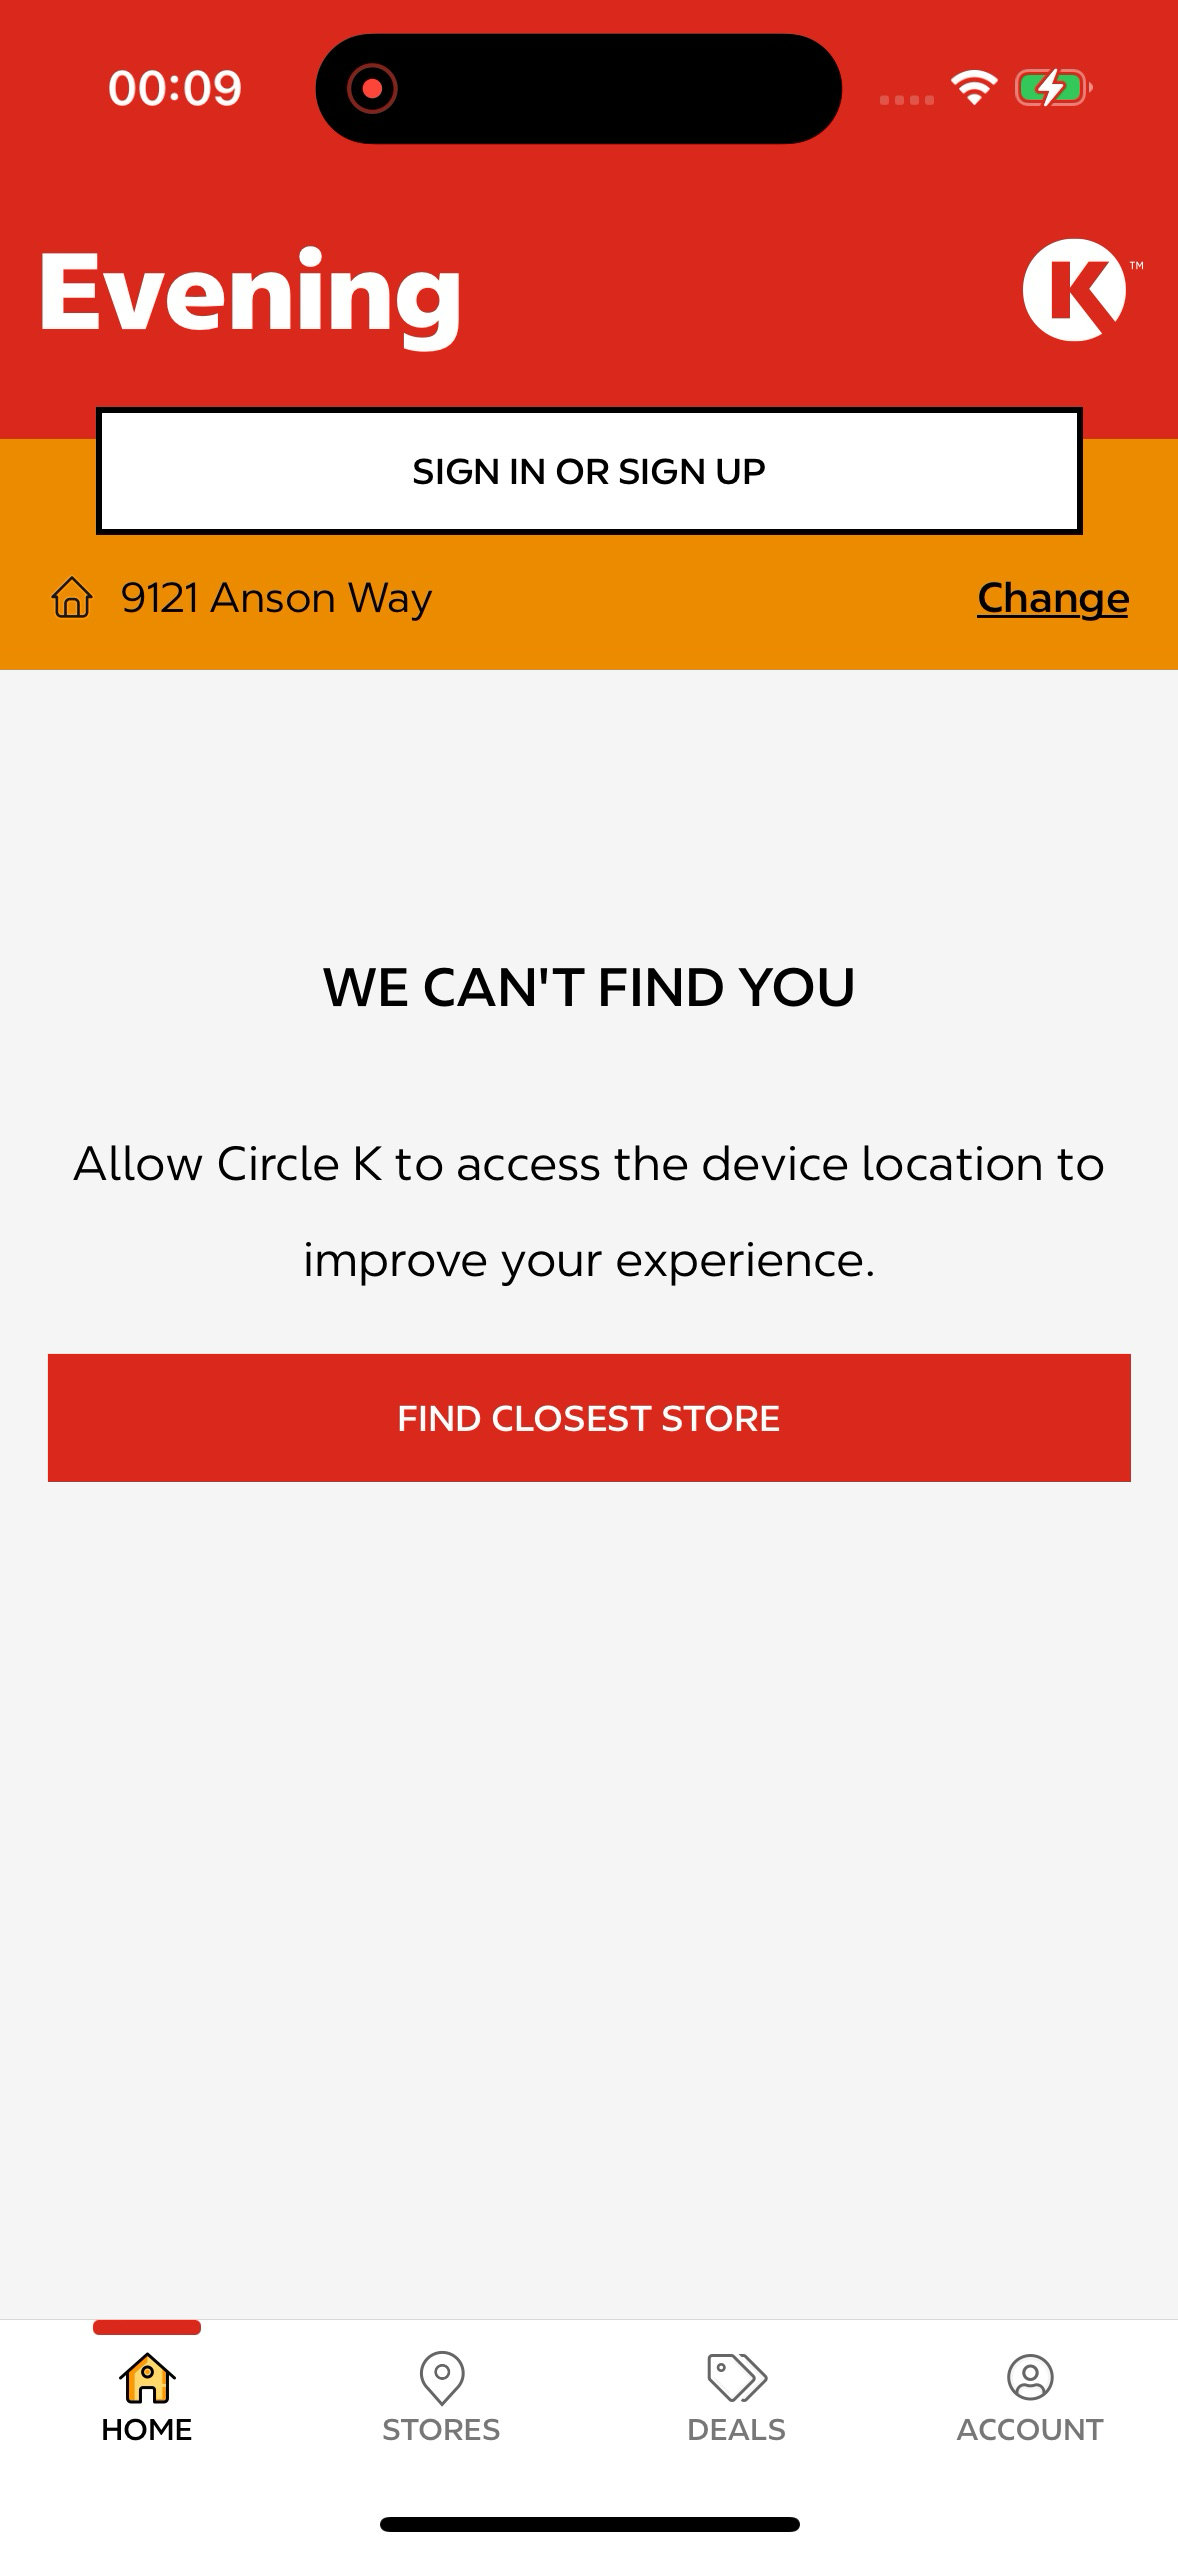 00:09
Evening
K™
SIGN IN OR SIGN UP
9121 Anson Way
Change
WE CAN'T FIND YOU
Allow Circle K to access the device location to
improve your experience.
FIND CLOSEST STORE
HOME
STORES
DEALS
ACCOUNT